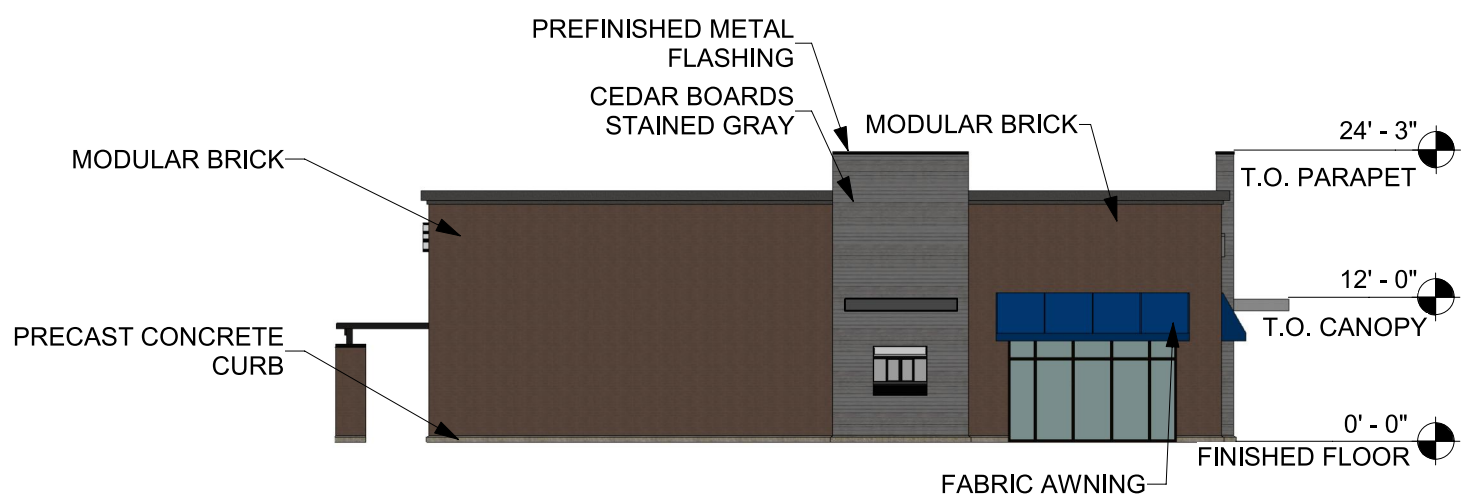 PREFINISHED METAL
FLASHING
CEDAR BOARDS
STAINED GRAY
MODULAR BRICK
MODULAR BRICK
24' - 3"
T.O. PARAPET
12' - 0"
T.O. CANOPY
PRECAST CONCRETE
CURB
0' - 0"
FINISHED FLOOR
FABRIC AWNING